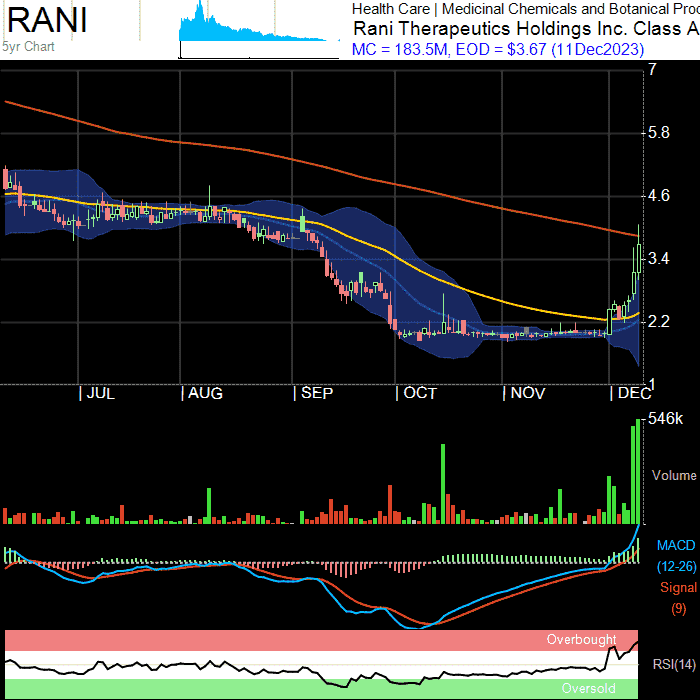 RANI
5yr Chart
Health Care | Medicinal Chemicals and Botanical Proc
Rani Therapeutics Holdings Inc. Class A
MC = 183.5M, EOD = $3.67 (11Dec2023)
7
5.8
4.6
3.4
2.2
1
| JUL | AUG | SEP | OCT | NOV | DEC
546k
Volume
MACD
(12-26)
Signal
(9)
Overbought
RSI(14)
Oversold